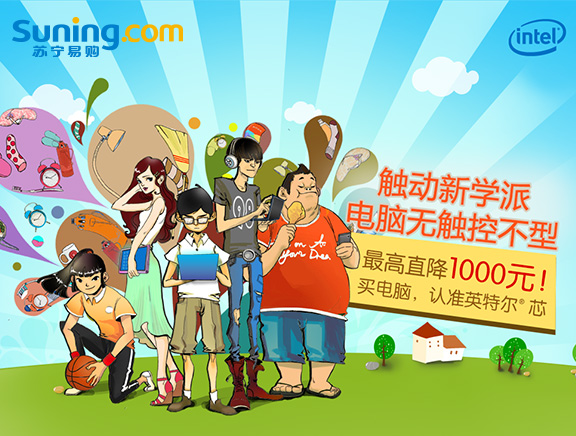 Suning.com
苏宁易购
intel
触动新学派
电脑无触控不型
最高直降1000元！
买电脑，认准英特尔® 芯